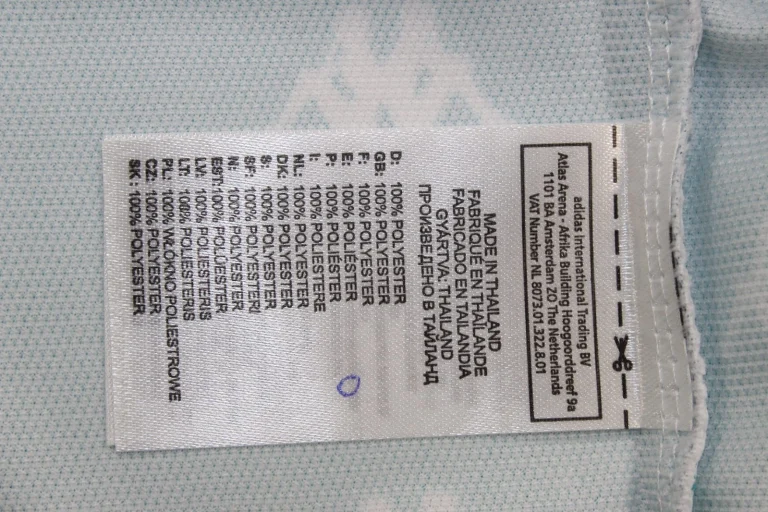 adidas International Trading BV
Atlas Arena - Afrika Building Hoogoorddreef 9a
1101 BA Amsterdam ZO The Netherlands
VAT Number NL 8073.01.322.8.01
MADE IN THAILAND
FABRIQUÉ EN THAÏLANDE
FABRICADO EN TAILANDIA
GYÁRTVA: THAILAND
ПРОИЗВЕДЕНО В ТАЙЛАНД
D: 100% POLYESTER
GB: 100% POLYESTER
F: 100% POLYESTER
E: 100% POLIÉSTER
P: 100% POLIÉSTER
I: 100% POLIESTERE
NL: 100% POLYESTER
DK: 100% POLYESTER
S: 100% POLYESTER
SF: 100% POLYESTERI
N: 100% POLYESTER
EST: 100% POLÜESTER
LV: 100% POLIESTERIS
LT: 100% POLIESTERIS
PL: 100% WŁÓKNO POLIESTROWE
CZ: 100% POLYESTER
SK: 100% POLYESTER